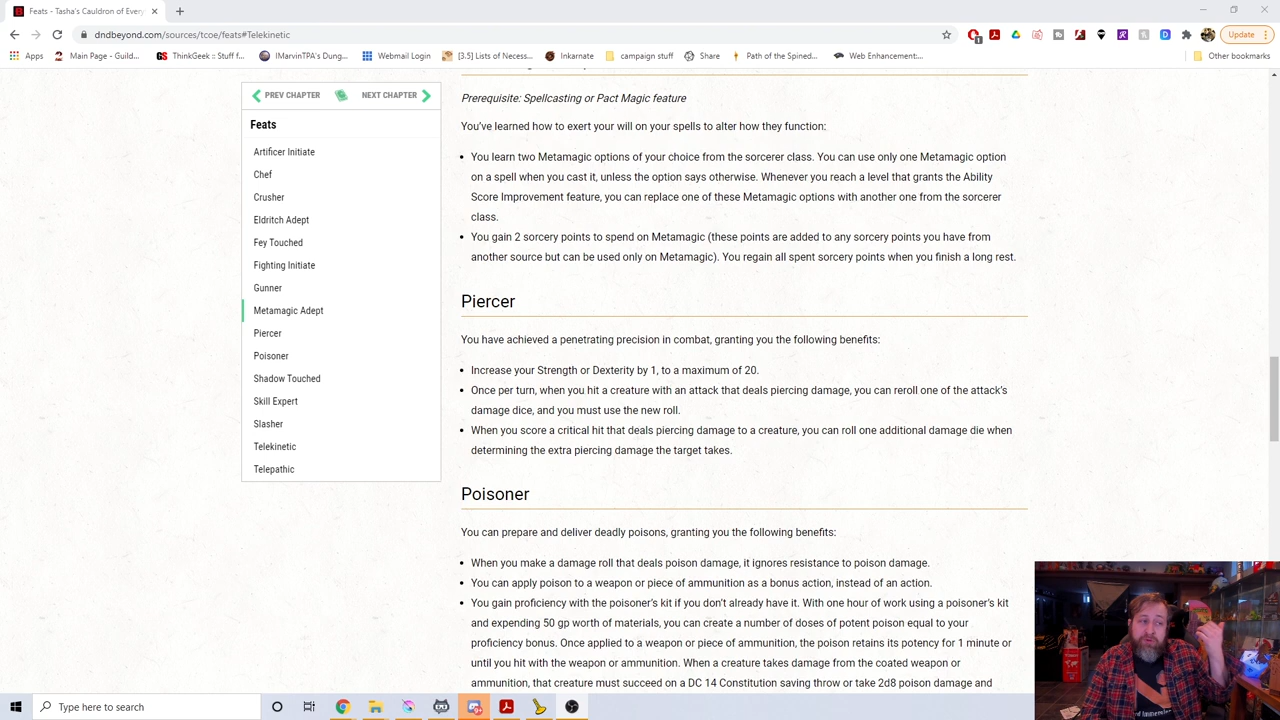 Feats - Tasha's Cauldron of Every
dndbeyond.com/sources/tcoe/feats#Telekinetic
Update
Apps
Main Page - Guild...
ThinkGeek :: Stuff f...
IMarvinTPA's Dung...
Webmail Login
[3.5] Lists of Necess...
Inkarnate
campaign stuff
Share
Path of the Spined...
Web Enhancement:...
Other bookmarks
PREV CHAPTER
NEXT CHAPTER
Feats
Artificer Initiate
Chef
Crusher
Eldritch Adept
Fey Touched
Fighting Initiate
Gunner
Metamagic Adept
Piercer
Poisoner
Shadow Touched
Skill Expert
Slasher
Telekinetic
Telepathic
Prerequisite: Spellcasting or Pact Magic feature
You've learned how to exert your will on your spells to alter how they function:
• You learn two Metamagic options of your choice from the sorcerer class. You can use only one Metamagic option
on a spell when you cast it, unless the option says otherwise. Whenever you reach a level that grants the Ability
Score Improvement feature, you can replace one of these Metamagic options with another one from the sorcerer
class.
• You gain 2 sorcery points to spend on Metamagic (these points are added to any sorcery points you have from
another source but can be used only on Metamagic). You regain all spent sorcery points when you finish a long rest.
Piercer
You have achieved a penetrating precision in combat, granting you the following benefits:
• Increase your Strength or Dexterity by 1, to a maximum of 20.
• Once per turn, when you hit a creature with an attack that deals piercing damage, you can reroll one of the attack's
damage dice, and you must use the new roll.
• When you score a critical hit that deals piercing damage to a creature, you can roll one additional damage die when
determining the extra piercing damage the target takes.
Poisoner
You can prepare and deliver deadly poisons, granting you the following benefits:
• When you make a damage roll that deals poison damage, it ignores resistance to poison damage.
• You can apply poison to a weapon or piece of ammunition as a bonus action, instead of an action.
• You gain proficiency with the poisoner's kit if you don't already have it. With one hour of work using a poisoner's kit
and expending 50 gp worth of materials, you can create a number of doses of potent poison equal to your
proficiency bonus. Once applied to a weapon or piece of ammunition, the poison retains its potency for 1 minute or
until you hit with the weapon or ammunition. When a creature takes damage from the coated weapon or
ammunition, that creature must succeed on a DC 14 Constitution saving throw or take 2d8 poison damage and
Type here to search